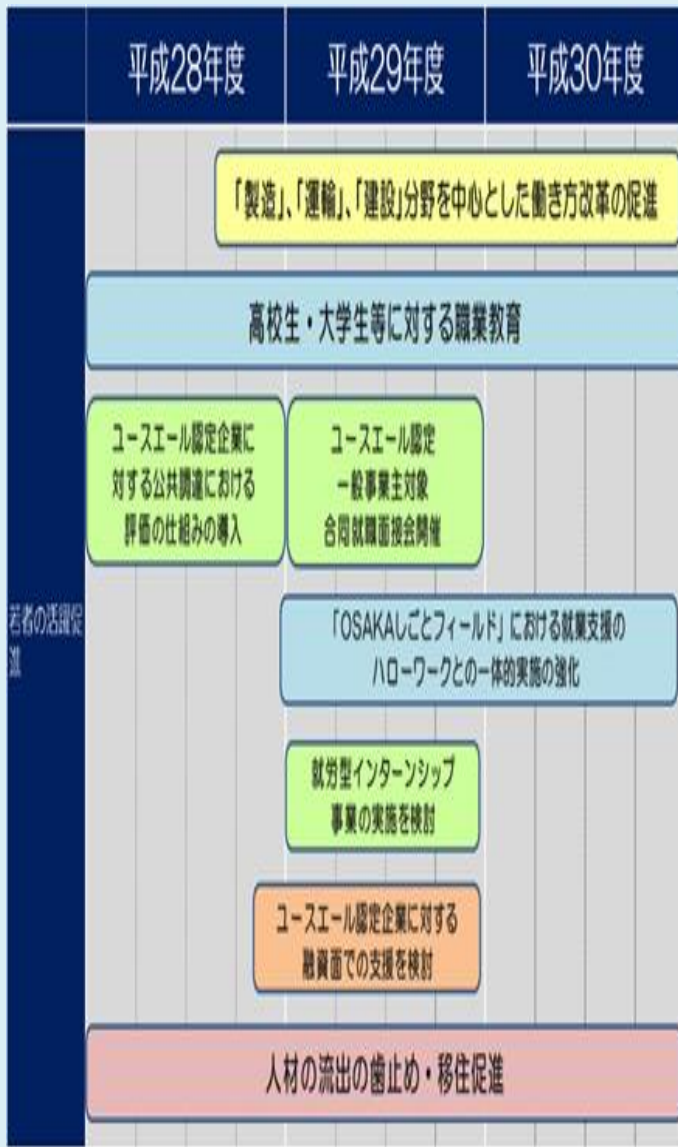 平成28年度
平成29年度
平成30年度
若者の活躍促
進
「製造」、「運輸」、「建設」分野を中心とした働き方改革の促進
高校生・大学生等に対する職業教育
ユースエール認定企業に
対する公共調達における
評価の仕組みの導入
ユースエール認定
一般事業主対象
合同就職面接会開催
「OSAKAしごとフィールド」における就業支援の
ハローワークとの一体的実施の強化
就労型インターンシップ
事業の実施を検討
ユースエール認定企業に対する
融資面での支援を検討
人材の流出の歯止め・移住促進